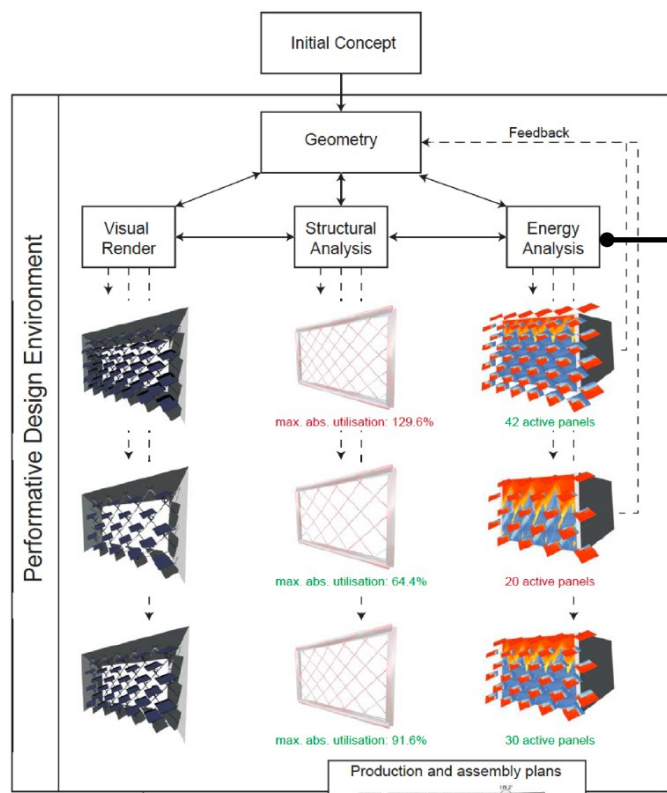 Initial Concept
Performative Design Environment
Geometry
Feedback
Visual
Render
Structural
Analysis
Energy
Analysis
max. abs. utilisation: 129.6%
42 active panels
max. abs. utilisation: 64.4%
20 active panels
max. abs. utilisation: 91.6%
30 active panels
Production and assembly plans